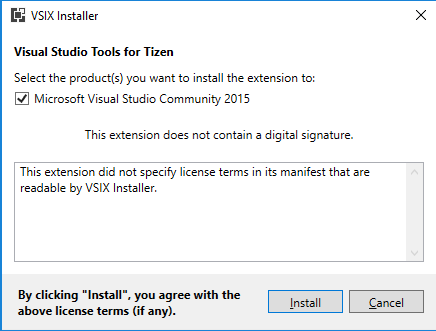 VSIX Installer
Visual Studio Tools for Tizen
Select the product(s) you want to install the extension to:
Microsoft Visual Studio Community 2015
This extension does not contain a digital signature.
This extension did not specify license terms in its manifest that are
readable by VSIX Installer.
By clicking "Install", you agree with the
above license terms (if any).
Install
Cancel